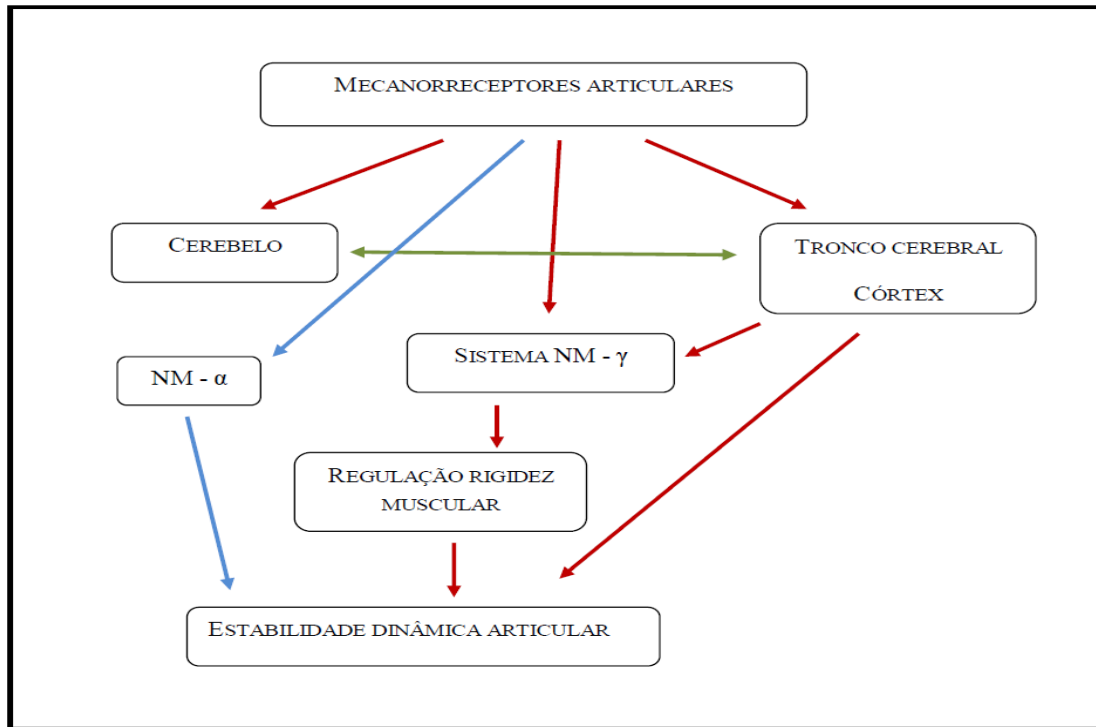 MECANORRECEPTORES ARTICULARES
CEREBELO
TRONCO CEREBRAL
CÓRTEX
SISTEMA NM - γ
NM - α
REGULAÇÃO RIGIDEZ
MUSCULAR
ESTABILIDADE DINÂMICA ARTICULAR